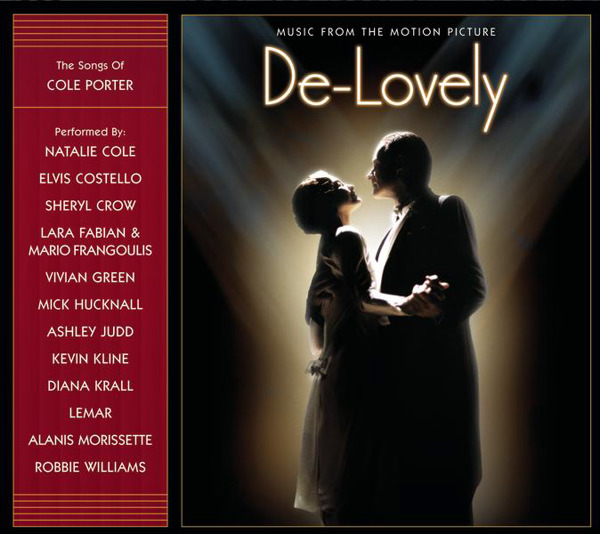 The Songs Of
COLE PORTER
Performed By:
NATALIE COLE
ELVIS COSTELLO
SHERYL CROW
LARA FABIAN &
MARIO FRANGOULIS
VIVIAN GREEN
MICK HUCKNALL
ASHLEY JUDD
KEVIN KLINE
DIANA KRALL
LEMAR
ALANIS MORISSETTE
ROBBIE WILLIAMS
MUSIC FROM THE MOTION PICTURE
De-Lovely